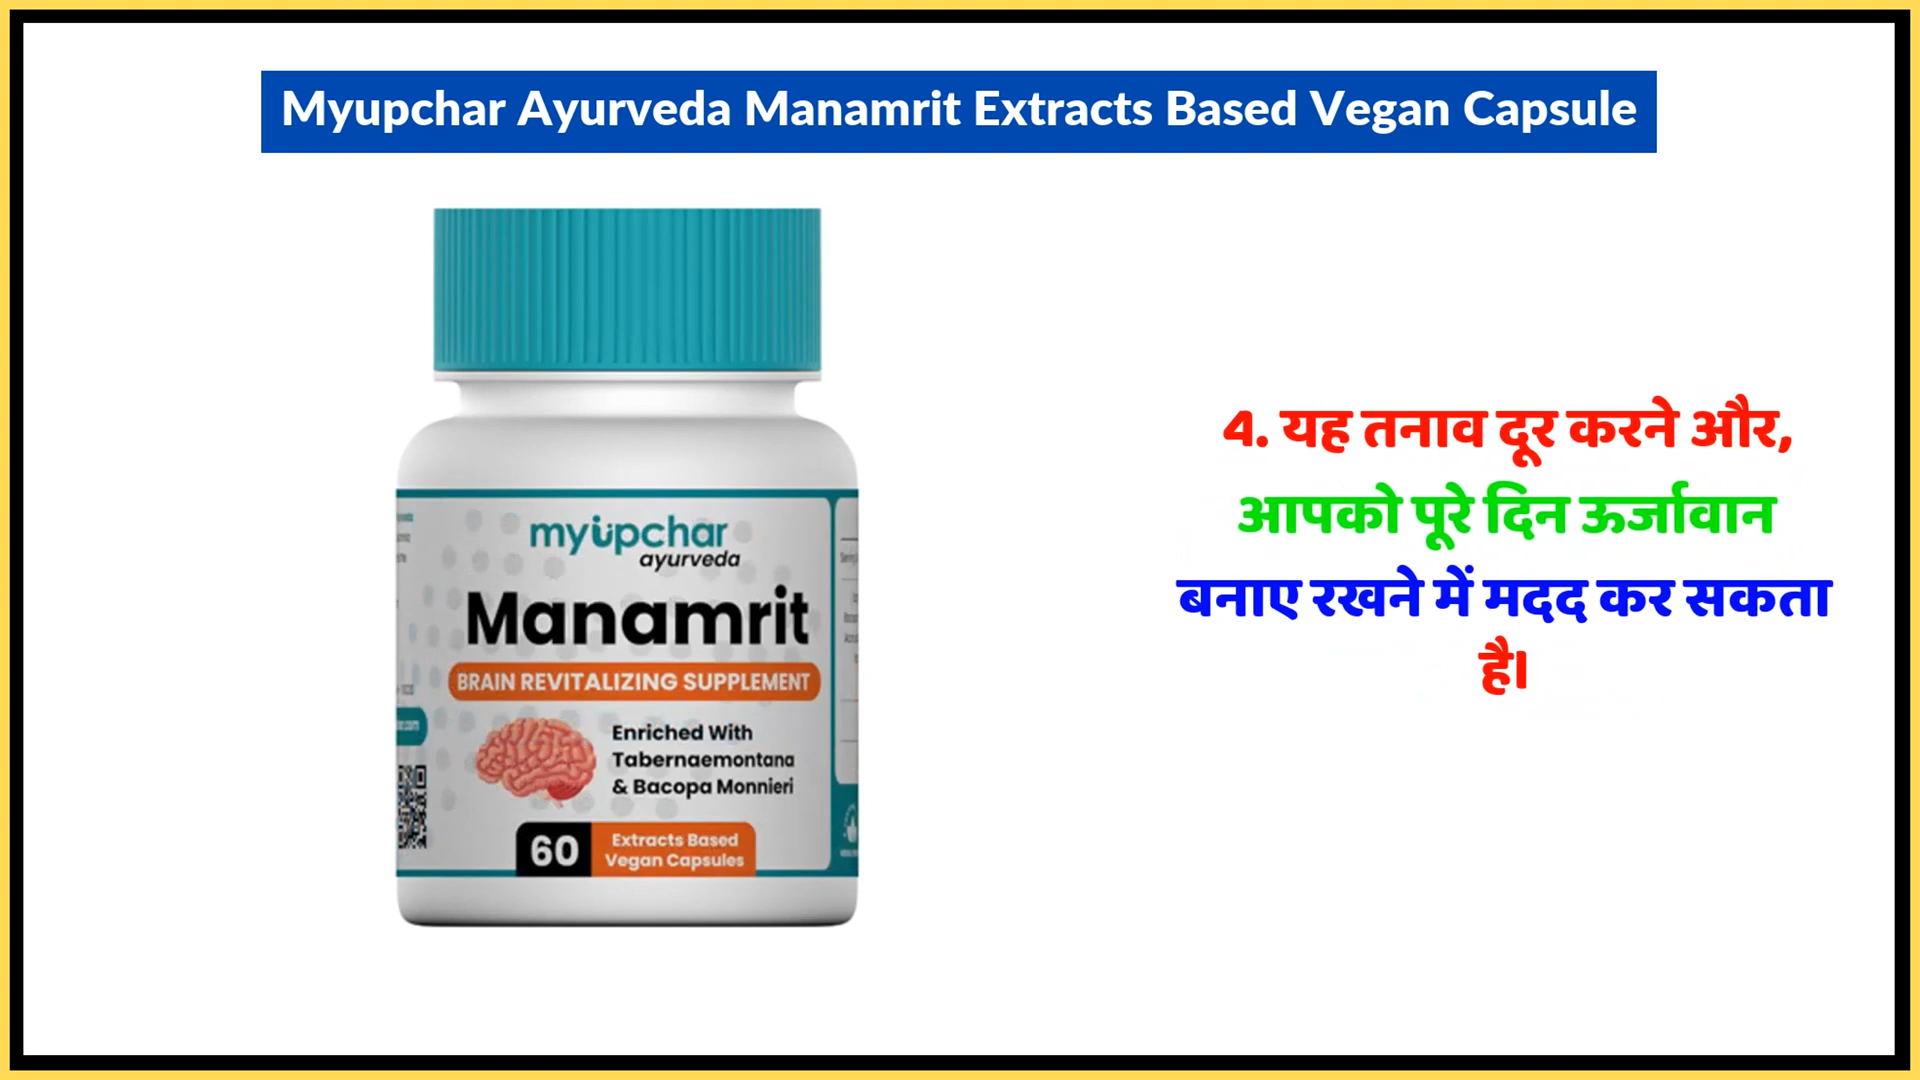 Myupchar Ayurveda Manamrit Extracts Based Vegan Capsule
myupchar
ayurveda
Manamrit
BRAIN REVITALIZING SUPPLEMENT
Enriched With
Tabernaemontana
& Bacopa Monnieri
60
Extracts Based
Vegan Capsules
4. यह तनाव दूर करने और,
आपको पूरे दिन ऊर्जावान
बनाए रखने में मदद कर सकता
है।